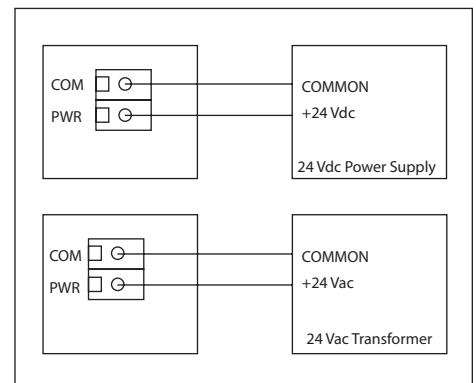 COM
PWR
COMMON
+24 Vdc
24 Vdc Power Supply
COM
PWR
COMMON
+24 Vac
24 Vac Transformer